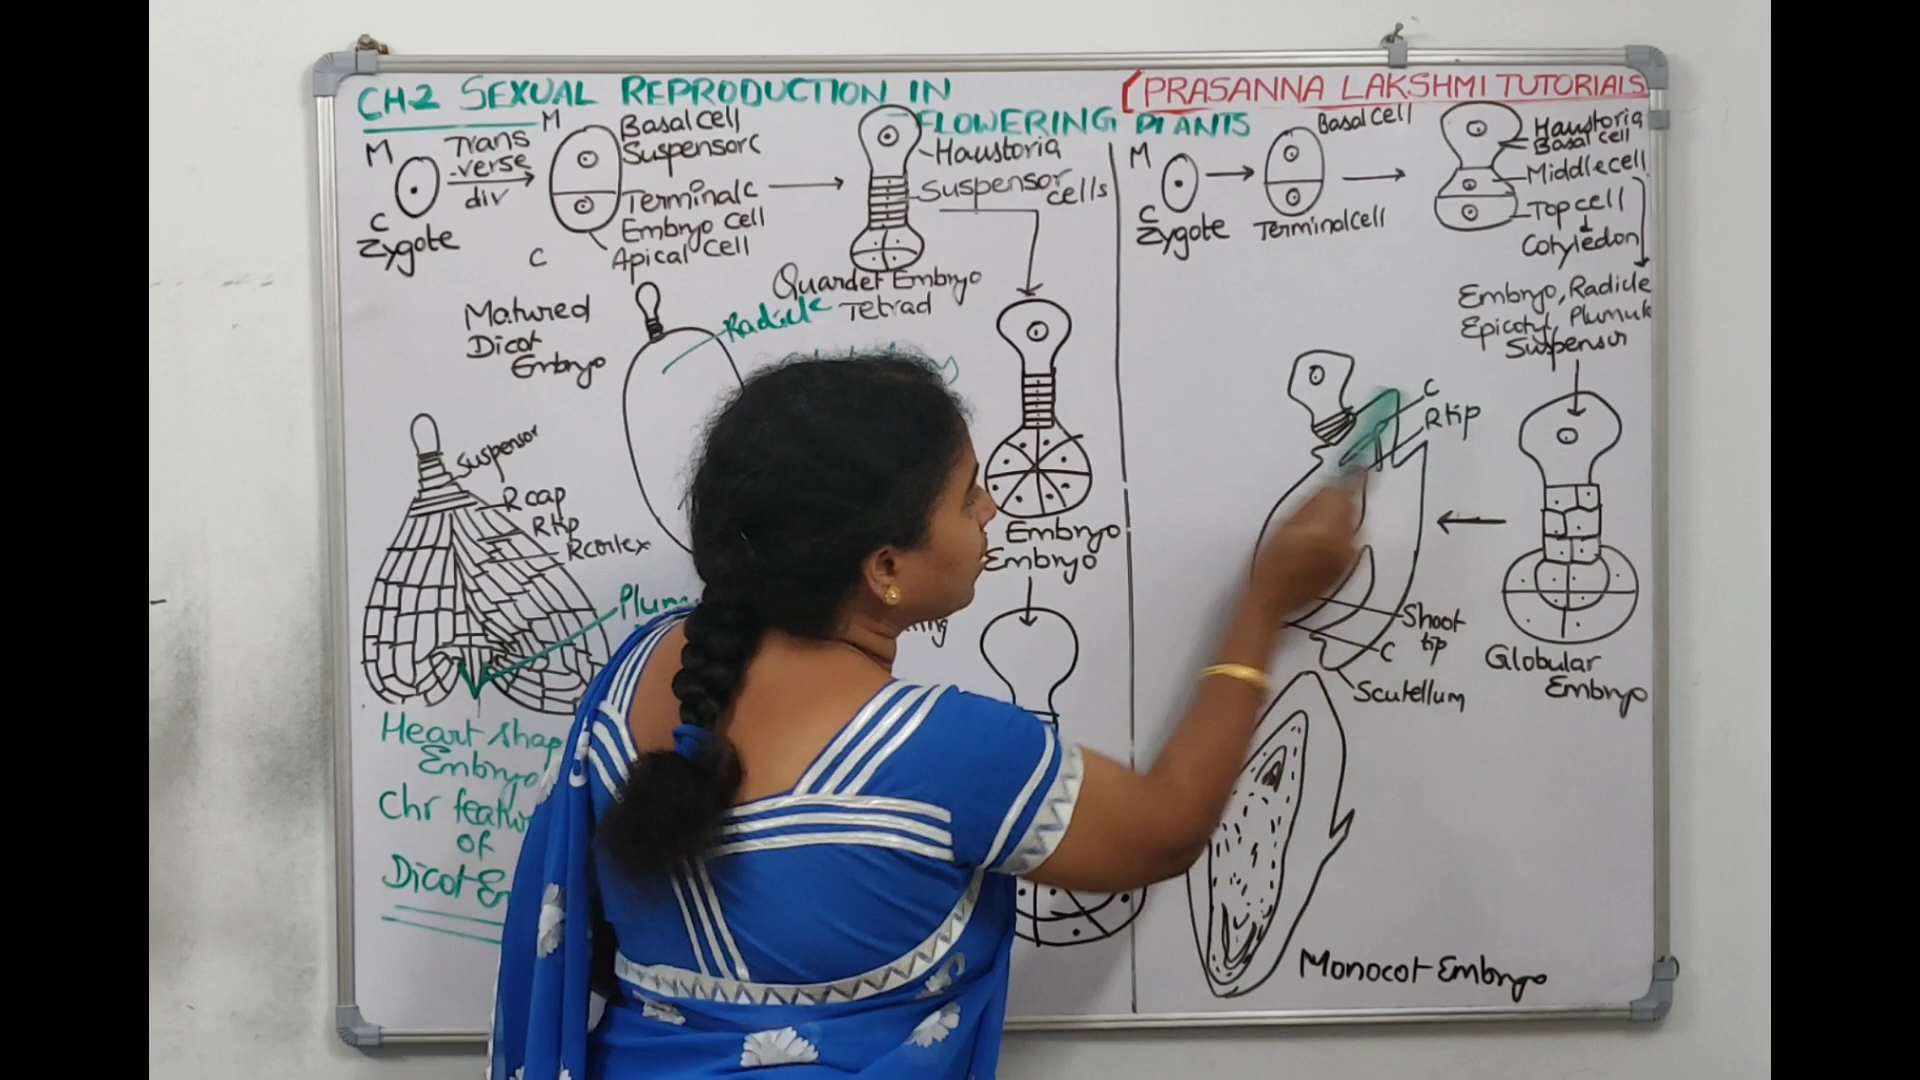 CH-2 SEXUAL REPRODUCTION IN
FLOWERING PLANTS
PRASANNA LAKSHMI TUTORIALS
M
C
Zygote
Trans
-verse
div
M
C
Basal cell
Suspensor C
Terminal C
Embryo cell
Apical cell
Haustoria
Suspensor
cells
Quardet Embryo
Tetrad
Matured
Dicot
Embryo
Radicle
Suspensor
R cap
R tip
R cortex
Heart shap
Embryo
Chr featu
of
Dicot E
Embryo
Embryo
M
C
Zygote
Basal cell
Terminal cell
Haustoria
Basal cell
Middle cell
Top cell
Cotyledon
Embryo, Radicle
Epicotyl, Plumule
Suspensor
C
R tip
Shoot
tip
C
Scutellum
Globular
Embryo
Monocot Embryo